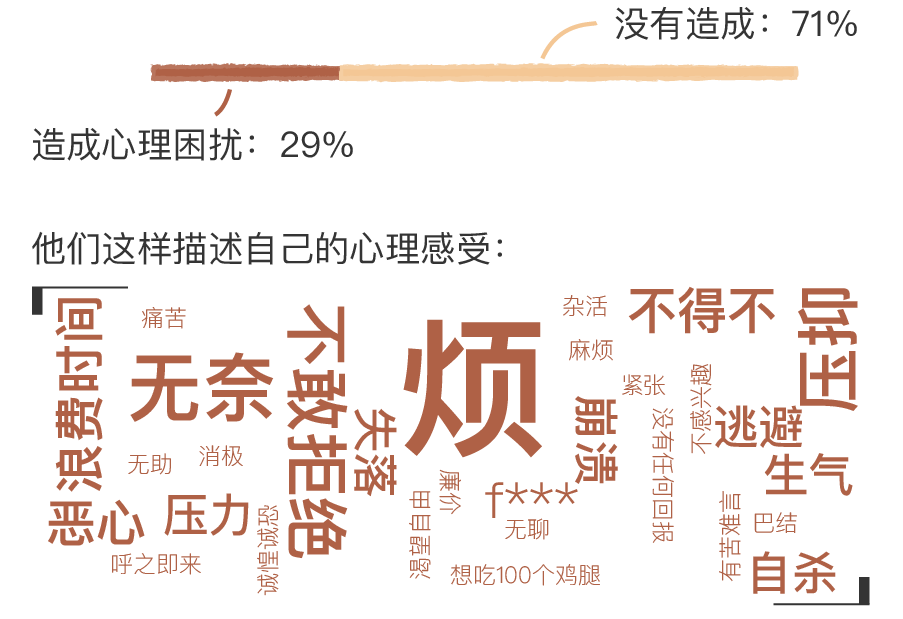 没有造成：71%
造成心理困扰：29%
他们这样描述自己的心理感受：
浪费时间
痛苦
无奈
无助
消极
恶心
压力
呼之即来
诚惶诚恐
不敢拒绝
失落
烦
廉价
渴望自由
f***
无聊
想吃100个鸡腿
杂活
麻烦
不得不
压抑
紧张
崩溃
没有任何回报
不感兴趣
逃避
生气
有苦难言
巴结
自杀